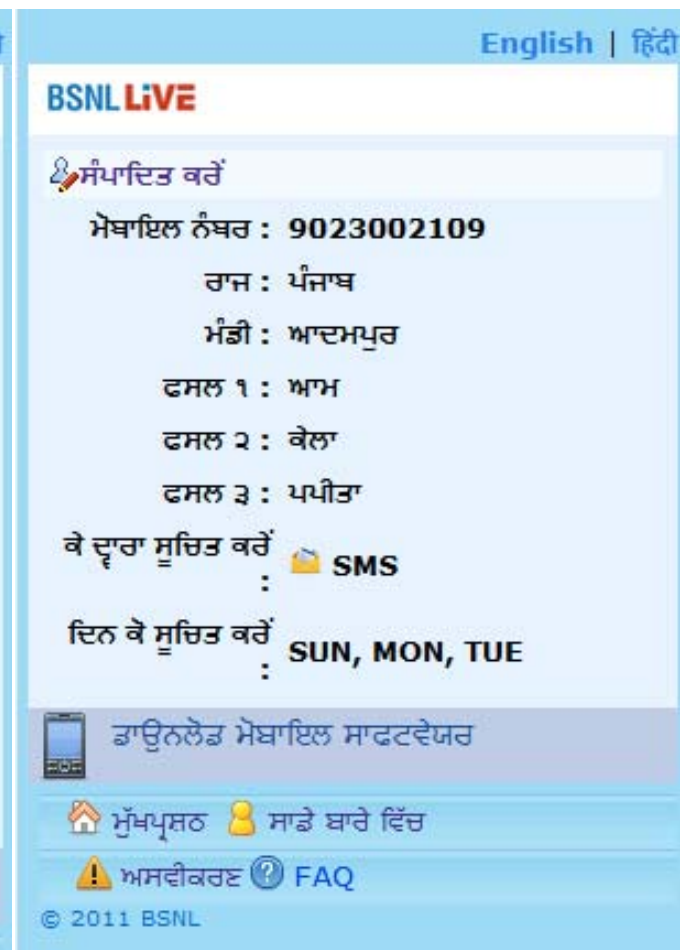 English | हिंदी
BSNL LiVE
ਸੰਪਾਦਿਤ ਕਰੇਂ
ਮੋਬਾਇਲ ਨੰਬਰ : 9023002109
ਰਾਜ : ਪੰਜਾਬ
ਮੰਡੀ : ਆਦਮਪੁਰ
ਫਸਲ ੧ : ਆਮ
ਫਸਲ ੨ : ਕੇਲਾ
ਫਸਲ ੩ : ਪਪੀਤਾ
ਕੇ ਦ੍ਵਾਰਾ ਸੂਚਿਤ ਕਰੇਂ : SMS
ਦਿਨ ਕੋ ਸੂਚਿਤ ਕਰੇਂ : SUN, MON, TUE
ਡਾਉਨਲੋਡ ਮੋਬਾਇਲ ਸਾਫਟਵੇਯਰ
ਮੁੱਖਪ੍ਰਸ਼ਠ ਸਾਡੇ ਬਾਰੇ ਵਿੱਚ
ਅਸਵੀਕਰਣ FAQ
© 2011 BSNL